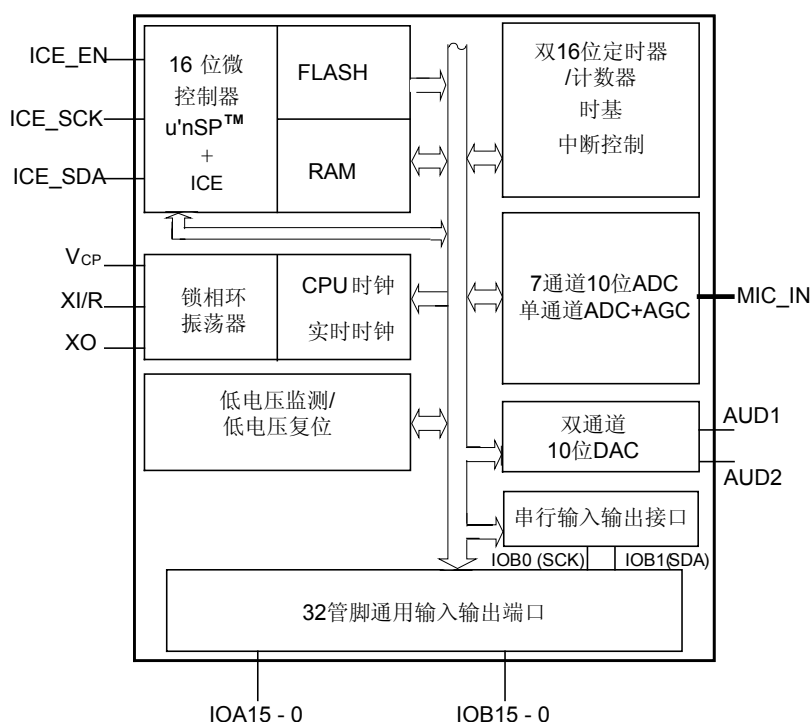 ICE_EN
ICE_SCK
ICE_SDA
16 位微
控制器
u'nSP™
+
ICE
FLASH
RAM
双16位定时器
/计数器
时基
中断控制
VCP
XI/R
XO
锁相环
振荡器
CPU 时钟
实时时钟
7通道10位ADC
单通道ADC+AGC
MIC_IN
低电压监测/
低电压复位
双通道
10位DAC
AUD1
AUD2
串行输入输出接口
IOB0 (SCK)
IOB1(SDA)
32管脚通用输入输出端口
IOA15 - 0
IOB15 - 0